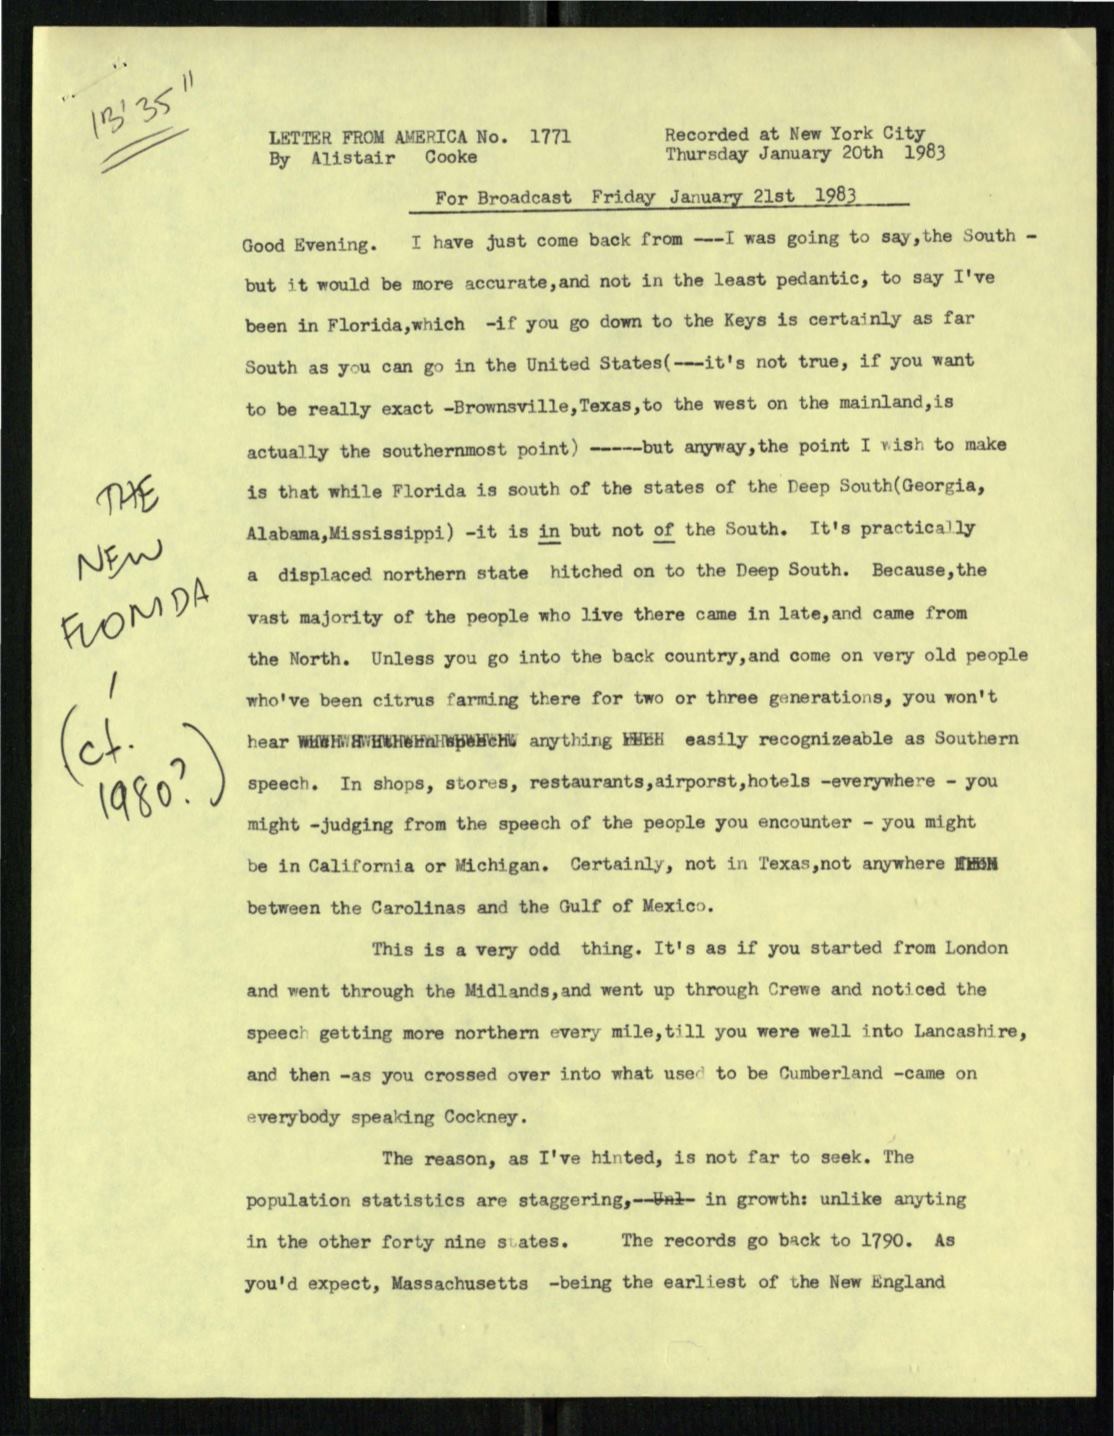 13'35"
LETTER FROM AMERICA No. 1771
By Alistair Cooke
Recorded at New York City
Thursday January 20th 1983
For Broadcast Friday January 21st 1983
Good Evening. I have just come back from ---I was going to say,the South -
but it would be more accurate,and not in the least pedantic, to say I've
been in Florida,which -if you go down to the Keys is certainly as far
South as you can go in the United States(---it's not true, if you want
to be really exact -Brownsville,Texas,to the west on the mainland,is
actually the southernmost point) -----but anyway,the point I wish to make
is that while Florida is south of the states of the Deep South(Georgia,
Alabama,Mississippi) -it is in but not of the South. It's practically
a displaced northern state hitched on to the Deep South. Because,the
vast majority of the people who live there came in late,and came from
the North. Unless you go into the back country,and come on very old people
who've been citrus farming there for two or three generations, you won't
hear anything easily recognizeable as Southern
speech. In shops, stores, restaurants,airporst,hotels -everywhere - you
might -judging from the speech of the people you encounter - you might
be in California or Michigan. Certainly, not in Texas,not anywhere
between the Carolinas and the Gulf of Mexico.
This is a very odd thing. It's as if you started from London
and went through the Midlands,and went up through Crewe and noticed the
speech getting more northern every mile,till you were well into Lancashire,
and then -as you crossed over into what used to be Cumberland -came on
everybody speaking Cockney.
The reason, as I've hinted, is not far to seek. The
population statistics are staggering,--Unl- in growth: unlike anyting
in the other forty nine states. The records go back to 1790. As
you'd expect, Massachusetts -being the earliest of the New England
THE
NEW
FLORIDA
/
(cf.
1980?)